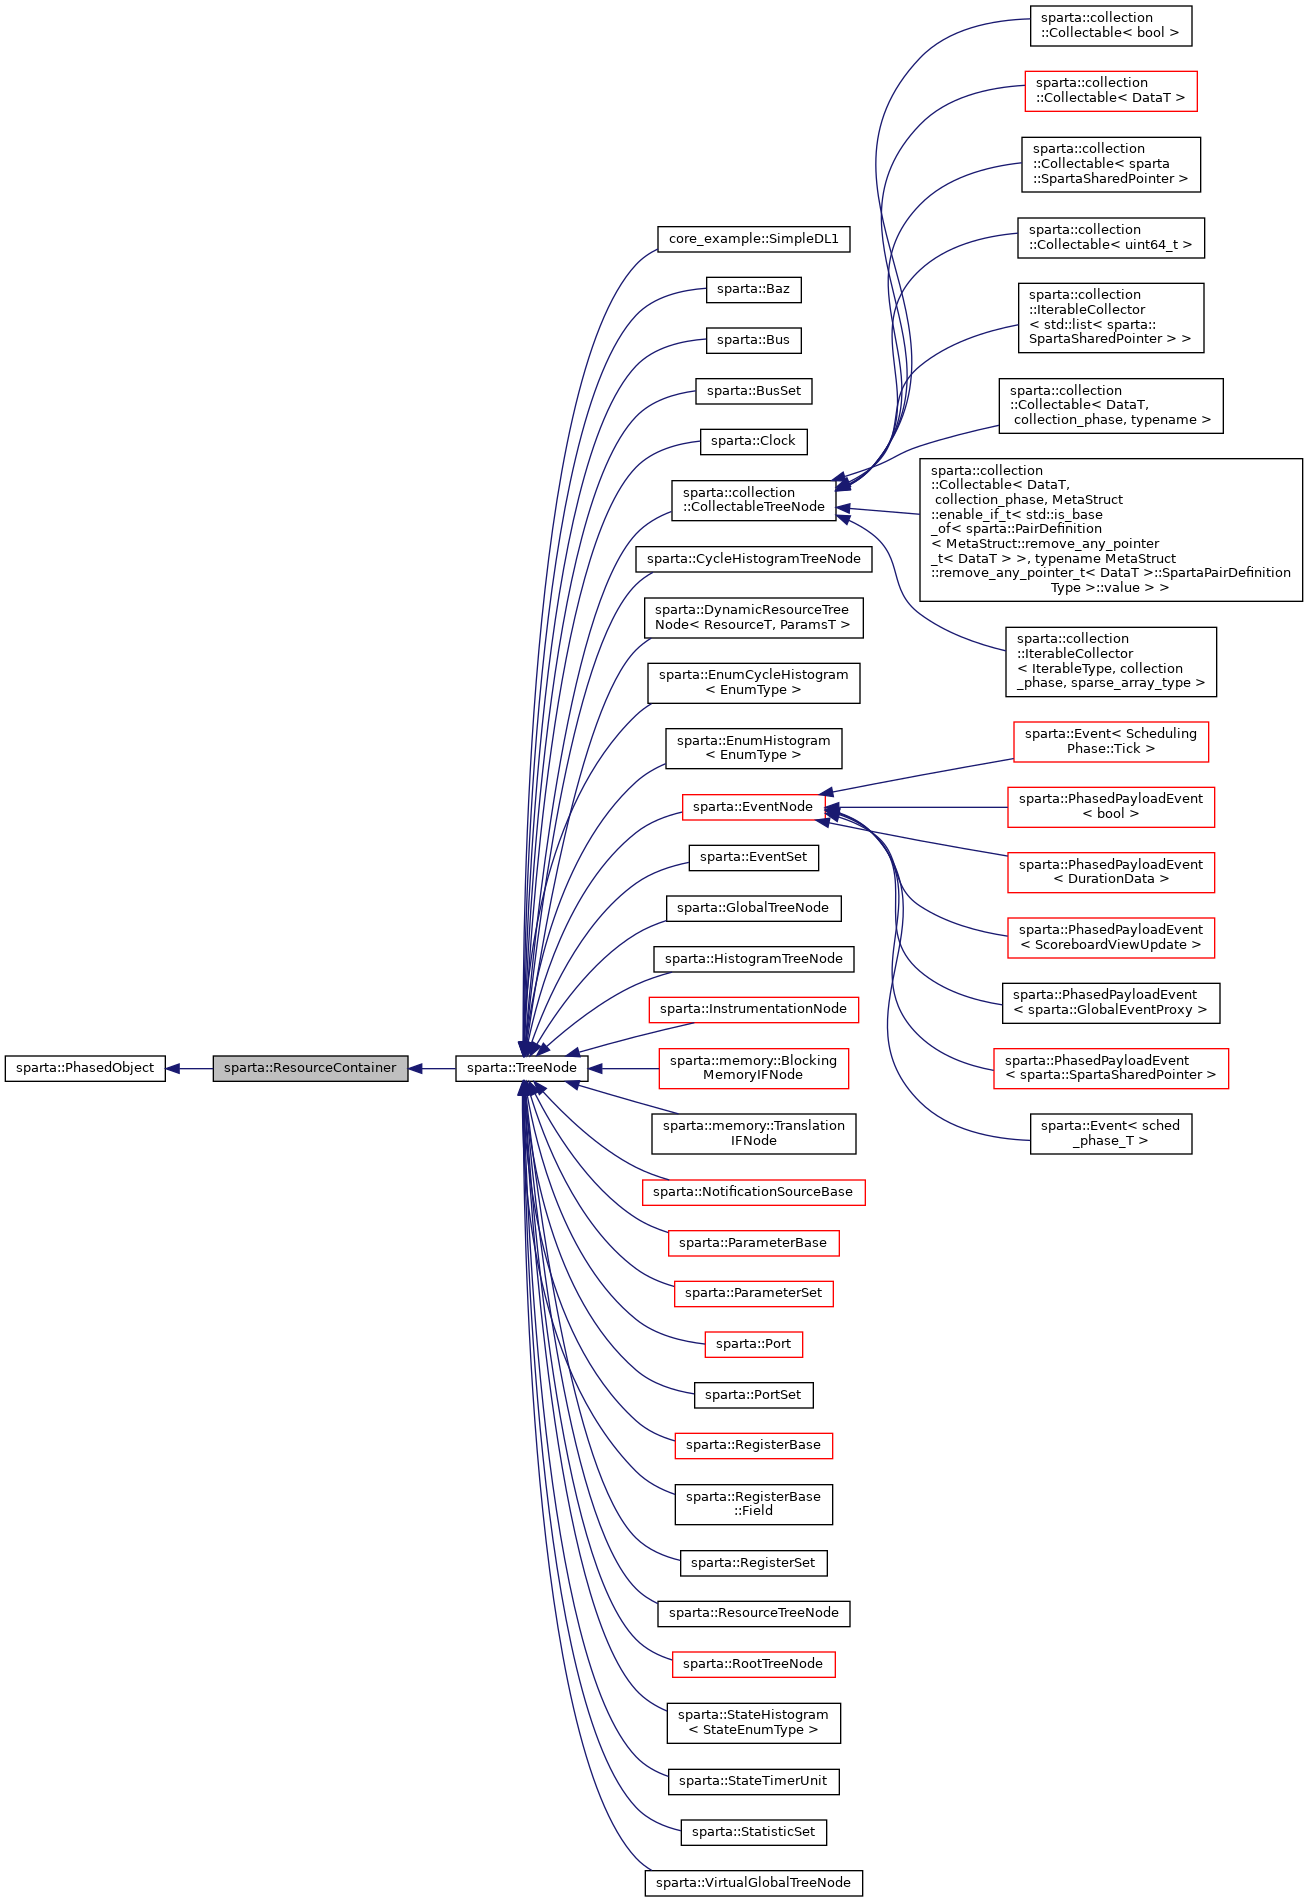 sparta::PhasedObject
sparta::ResourceContainer
sparta::TreeNode
core_example::SimpleDL1
sparta::Baz
sparta::Bus
sparta::BusSet
sparta::Clock
sparta::collection
::CollectableTreeNode
sparta::CycleHistogramTreeNode
sparta::DynamicResourceTree
Node< ResourceT, ParamsT >
sparta::EnumCycleHistogram
< EnumType >
sparta::EnumHistogram
< EnumType >
sparta::EventNode
sparta::EventSet
sparta::GlobalTreeNode
sparta::HistogramTreeNode
sparta::InstrumentationNode
sparta::memory::Blocking
MemoryIFNode
sparta::memory::Translation
IFNode
sparta::NotificationSourceBase
sparta::ParameterBase
sparta::ParameterSet
sparta::Port
sparta::PortSet
sparta::RegisterBase
sparta::RegisterBase
::Field
sparta::RegisterSet
sparta::ResourceTreeNode
sparta::RootTreeNode
sparta::StateHistogram
< StateEnumType >
sparta::StateTimerUnit
sparta::StatisticSet
sparta::VirtualGlobalTreeNode
sparta::collection
::Collectable< bool >
sparta::collection
::Collectable< DataT >
sparta::collection
::Collectable< sparta
::SpartaSharedPointer >
sparta::collection
::Collectable< uint64_t >
sparta::collection
::IterableCollector
< std::list< sparta::
SpartaSharedPointer > >
sparta::collection
::Collectable< DataT,
collection_phase, typename >
sparta::collection
::Collectable< DataT,
collection_phase, MetaStruct
::enable_if_t< std::is_base
_of< sparta::PairDefinition
< MetaStruct::remove_any_pointer
_t< DataT > >, typename MetaStruct
::remove_any_pointer_t< DataT >::SpartaPairDefinition
Type >::value > >
sparta::collection
::IterableCollector
< IterableType, collection
_phase, sparse_array_type >
sparta::Event< Scheduling
Phase::Tick >
sparta::PhasedPayloadEvent
< bool >
sparta::PhasedPayloadEvent
< DurationData >
sparta::PhasedPayloadEvent
< ScoreboardViewUpdate >
sparta::PhasedPayloadEvent
< sparta::GlobalEventProxy >
sparta::PhasedPayloadEvent
< sparta::SpartaSharedPointer >
sparta::Event< sched
_phase_T >